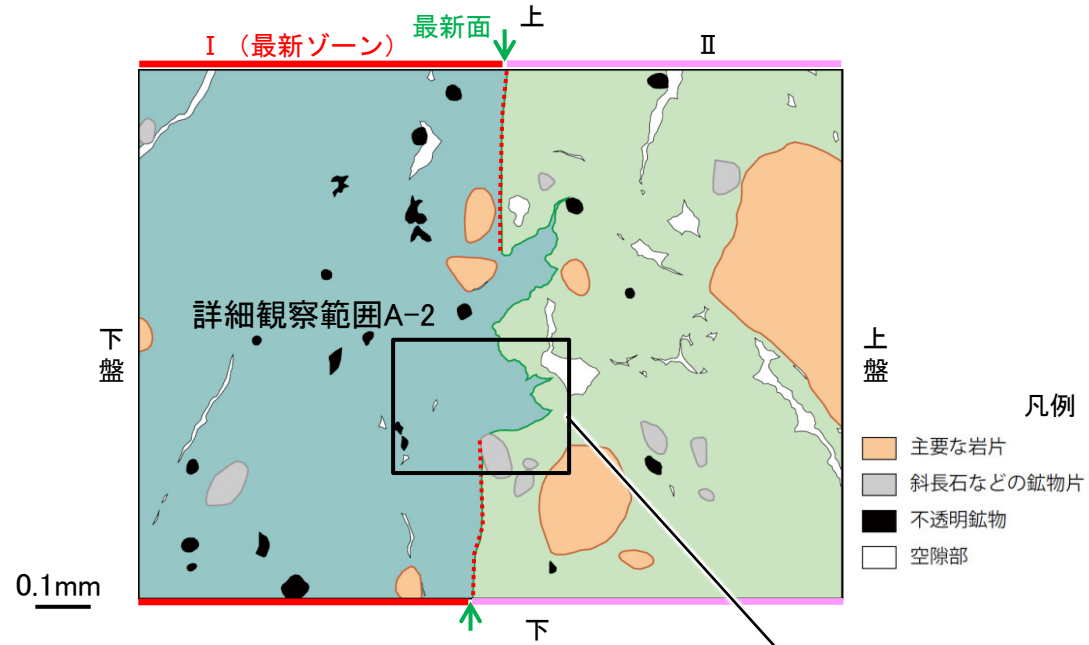 上
最新面
Ⅰ （最新ゾーン）
Ⅱ
詳細観察範囲A-2
下盤
上盤
凡例
主要な岩片
斜長石などの鉱物片
不透明鉱物
空隙部
0.1mm
下